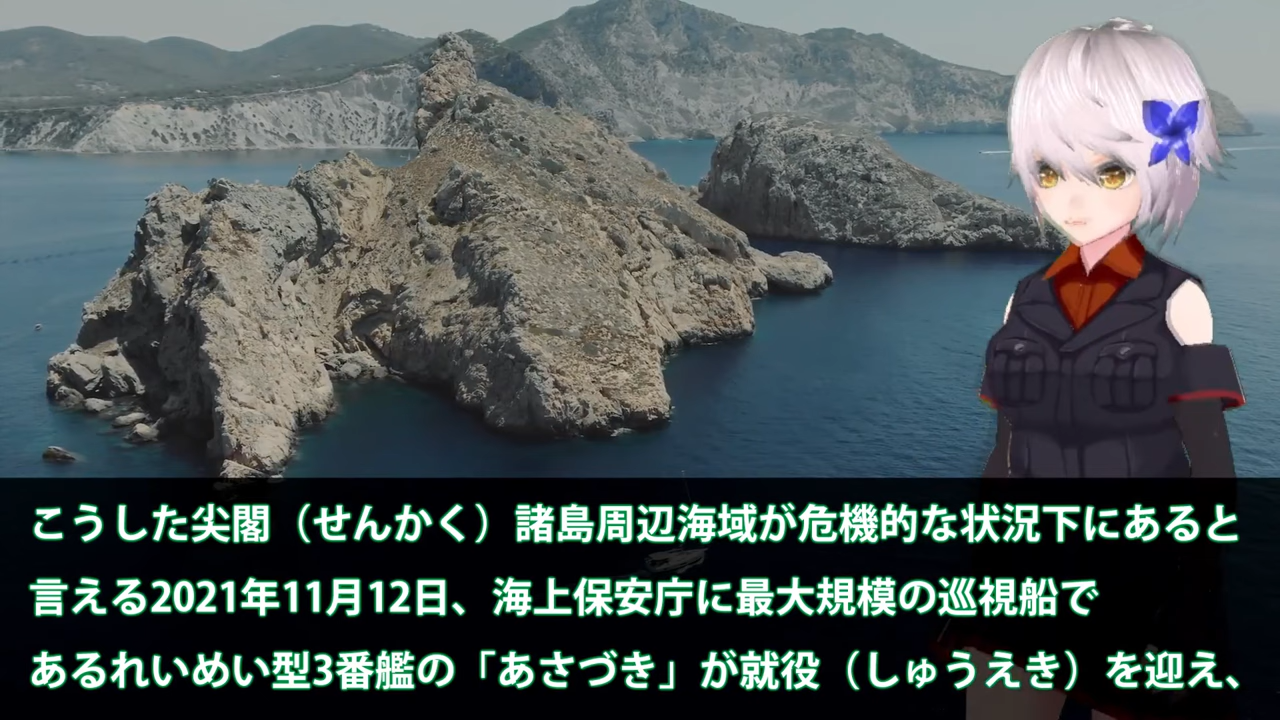 こうした尖閣（せんかく）諸島周辺海域が危機的な状況下にあると
言える2021年11月12日、海上保安庁に最大規模の巡視船で
あるれいめい型3番艦の「あさづき」が就役（しゅうえき）を迎え、